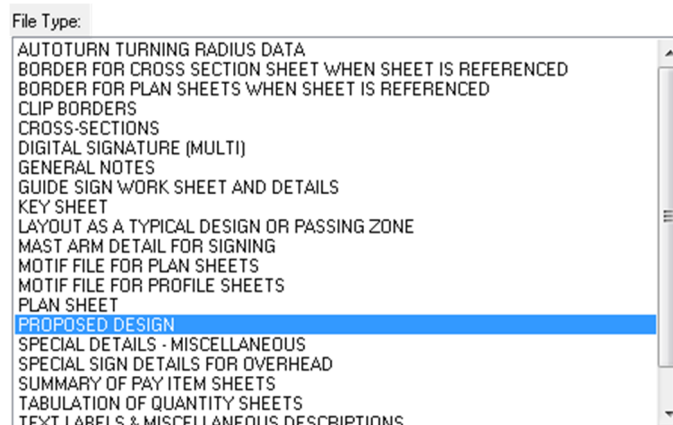 File Type:
AUTOTURN TURNING RADIUS DATA
BORDER FOR CROSS SECTION SHEET WHEN SHEET IS REFERENCED
BORDER FOR PLAN SHEETS WHEN SHEET IS REFERENCED
CLIP BORDERS
CROSS-SECTIONS
DIGITAL SIGNATURE (MULTI)
GENERAL NOTES
GUIDE SIGN WORK SHEET AND DETAILS
KEY SHEET
LAYOUT AS A TYPICAL DESIGN OR PASSING ZONE
MAST ARM DETAIL FOR SIGNING
MOTIF FILE FOR PLAN SHEETS
MOTIF FILE FOR PROFILE SHEETS
PLAN SHEET
PROPOSED DESIGN
SPECIAL DETAILS - MISCELLANEOUS
SPECIAL SIGN DETAILS FOR OVERHEAD
SUMMARY OF PAY ITEM SHEETS
TABULATION OF QUANTITY SHEETS
TEXT LABELS & MISCELLANEOUS DESCRIPTIONS